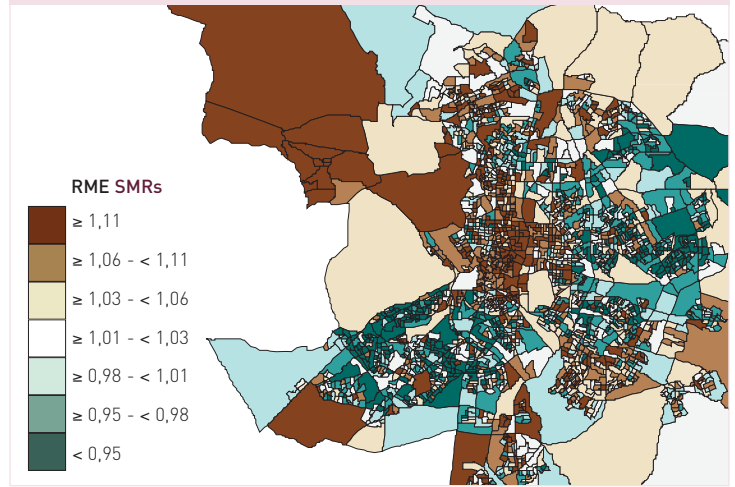 RME SMRs
≥ 1,11
≥ 1,06 - < 1,11
≥ 1,03 - < 1,06
≥ 1,01 - < 1,03
≥ 0,98 - < 1,01
≥ 0,95 - < 0,98
< 0,95